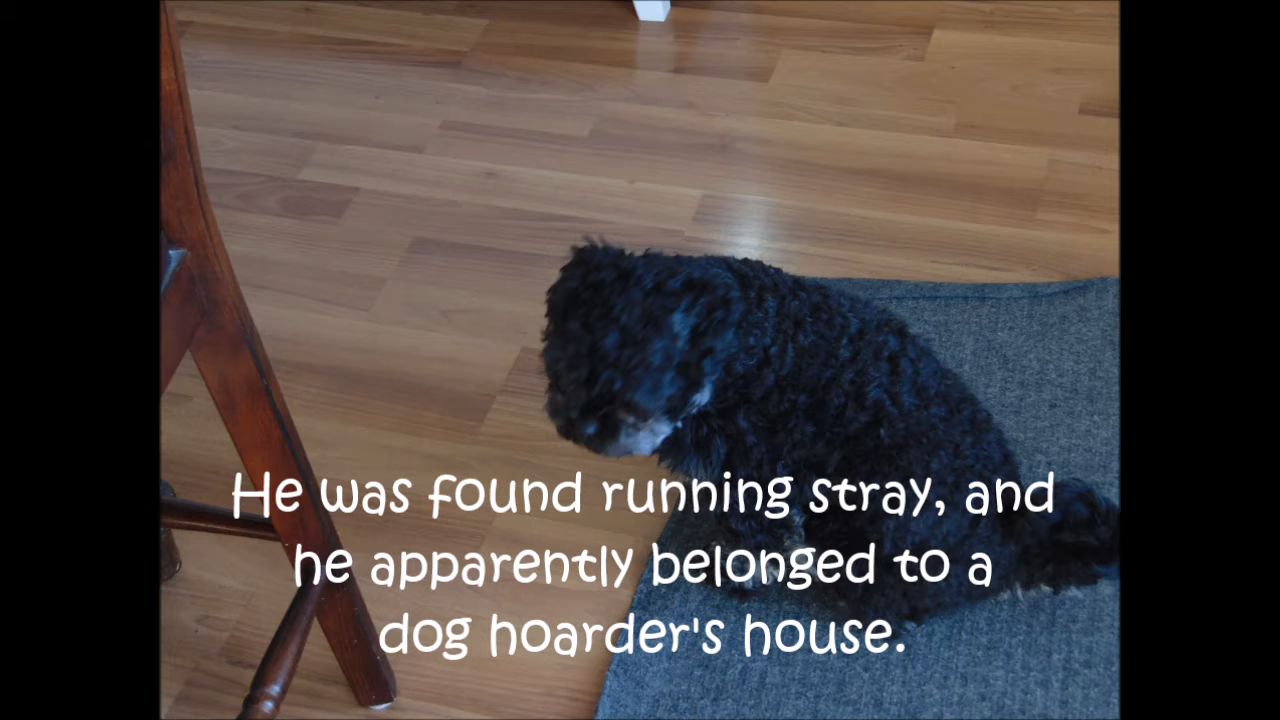 He was found running stray, and
he apparently belonged to a
dog hoarder's house.